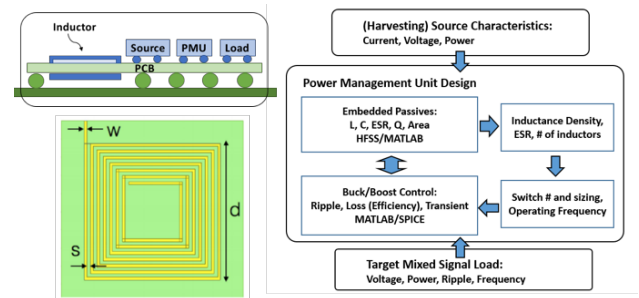 Inductor
Source
PMU
Load
PCB
W
d
S
(Harvesting) Source Characteristics:
Current, Voltage, Power
Power Management Unit Design
Embedded Passives:
L, C, ESR, Q, Area
HFSS/MATLAB
Inductance Density,
ESR, # of inductors
Buck/Boost Control:
Ripple, Loss (Efficiency), Transient
MATLAB/SPICE
Switch # and sizing,
Operating Frequency
Target Mixed Signal Load:
Voltage, Power, Ripple, Frequency